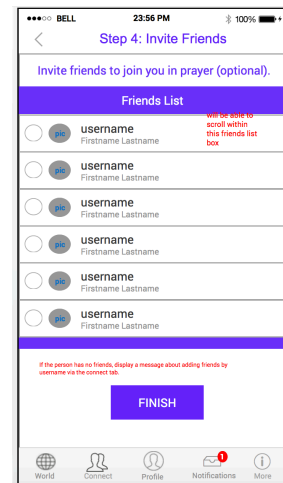 ●●●○○ BELL 23:56 PM 100%
Step 4: Invite Friends
Invite friends to join you in prayer (optional).
Friends List
will be able to
scroll within
this friends list
box
pic username
Firstname Lastname
pic username
Firstname Lastname
pic username
Firstname Lastname
pic username
Firstname Lastname
pic username
Firstname Lastname
pic username
Firstname Lastname
If the person has no friends, display a message about adding friends by
username via the connect tab.
FINISH
1
World Connect Profile Notifications More